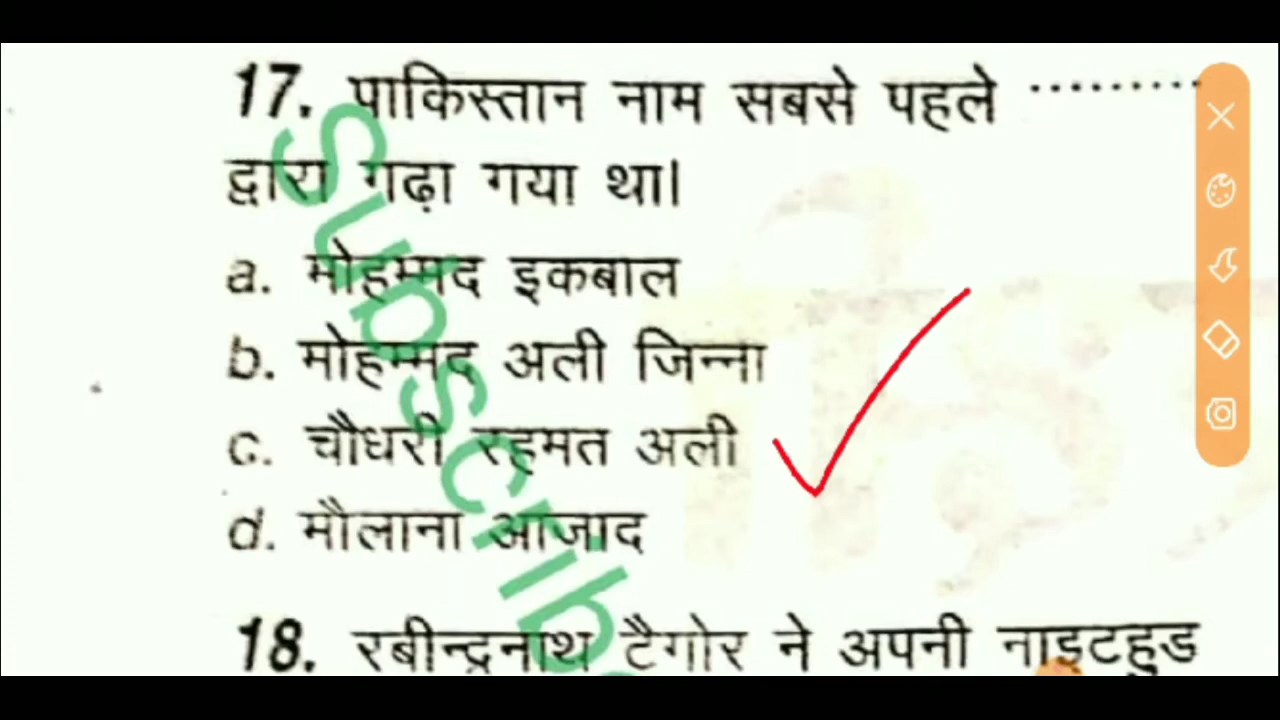 17. पाकिस्तान नाम सबसे पहले .........
द्वारा गढ़ा गया था।
a. मोहम्मद इकबाल
b. मोहम्मद अली जिन्ना
c. चौधरी रहमत अली
d. मौलाना आजाद
18. रबीन्द्रनाथ टैगोर ने अपनी नाइटहुड
Subscrib